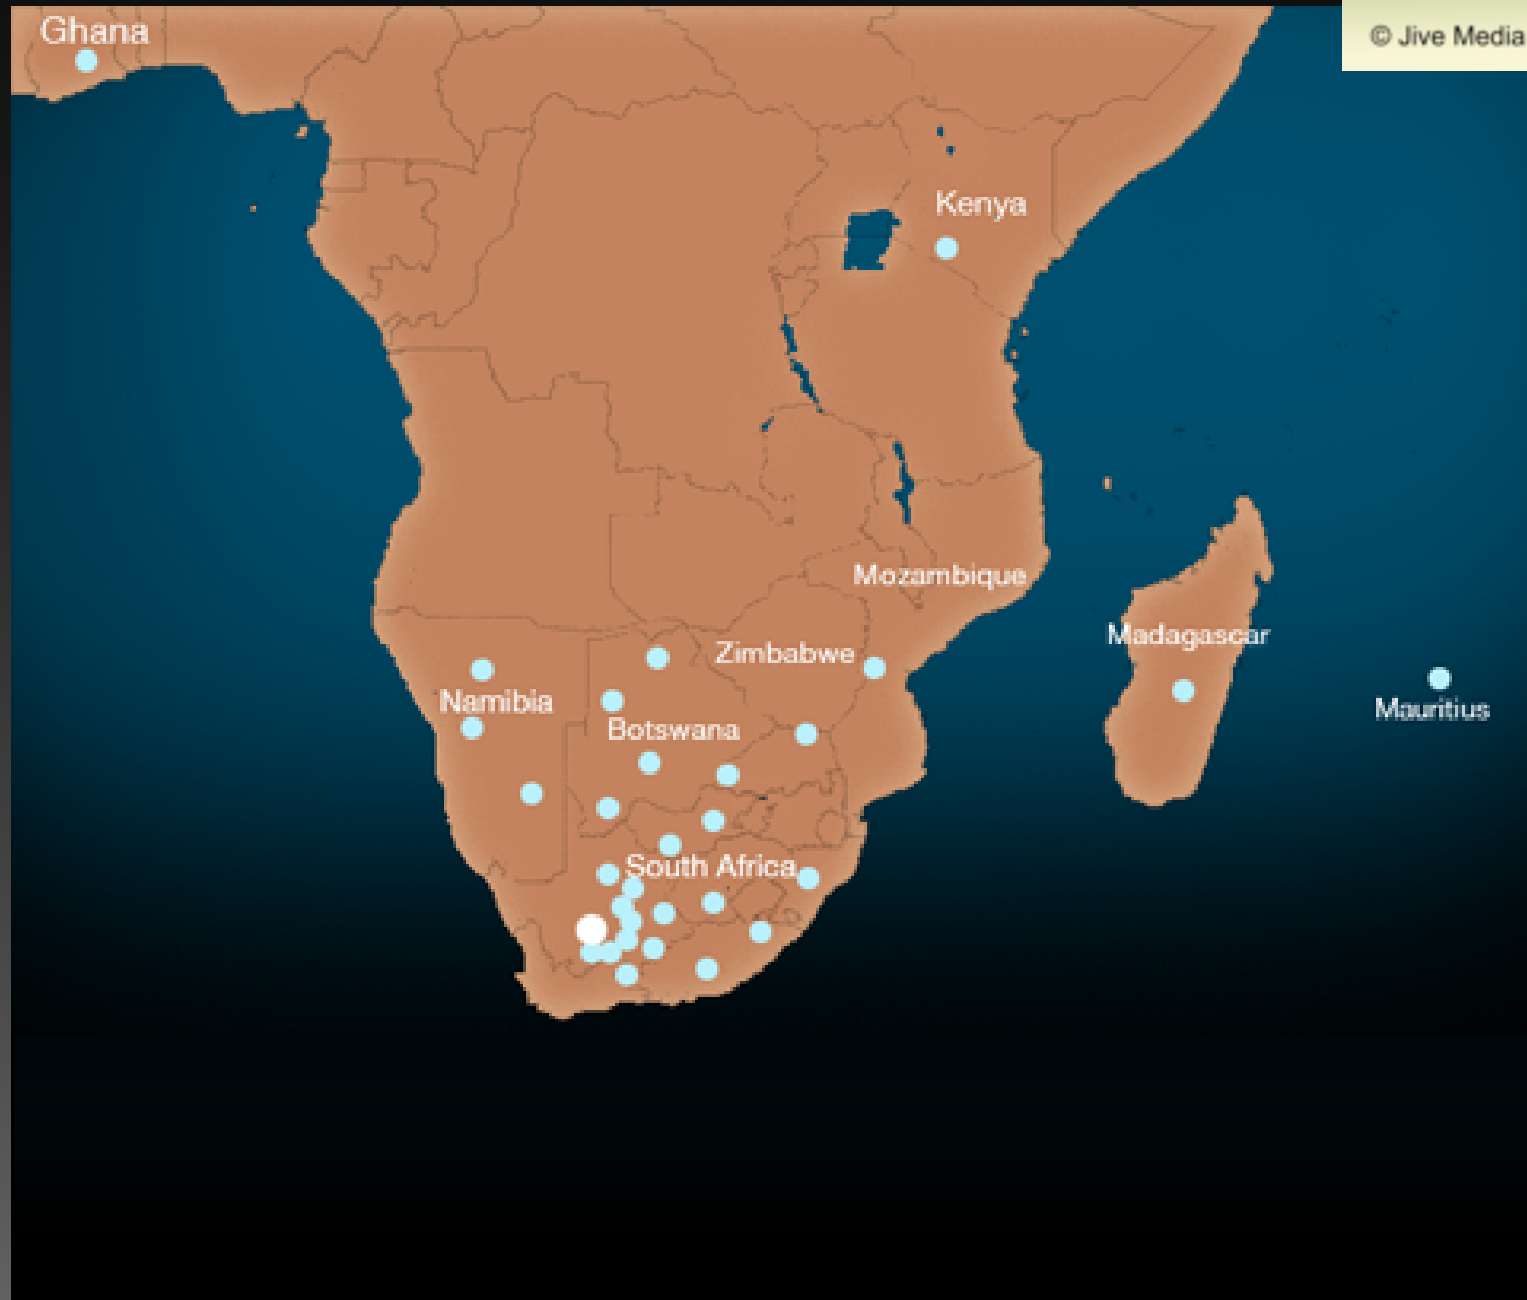 Ghana
© Jive Media
Kenya
Mozambique
Madagascar
Zimbabwe
Namibia
Mauritius
Botswana
South Africa